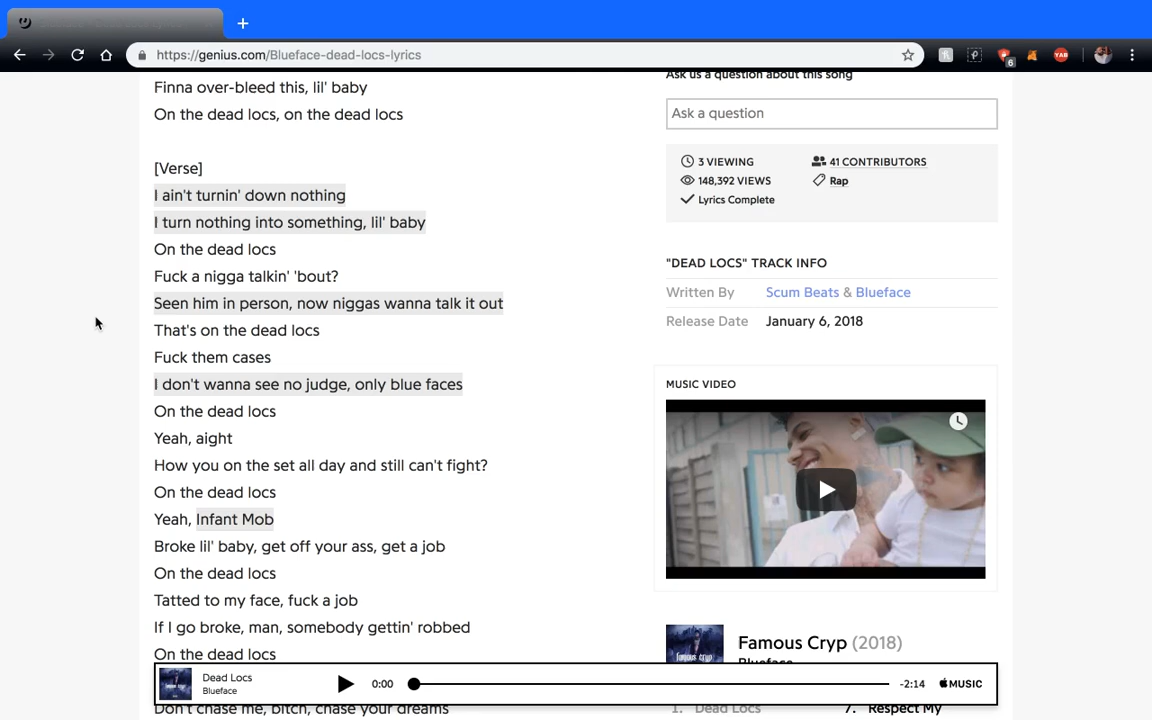 https://genius.com/Blueface-dead-locs-lyrics
6
YAB
Finna over-bleed this, lil' baby
On the dead locs, on the dead locs
[Verse]
I ain't turnin' down nothing
I turn nothing into something, lil' baby
On the dead locs
Fuck a nigga talkin' 'bout?
Seen him in person, now niggas wanna talk it out
That's on the dead locs
Fuck them cases
I don't wanna see no judge, only blue faces
On the dead locs
Yeah, aight
How you on the set all day and still can't fight?
On the dead locs
Yeah, Infant Mob
Broke lil' baby, get off your ass, get a job
On the dead locs
Tatted to my face, fuck a job
If I go broke, man, somebody gettin' robbed
On the dead locs
Don't chase me, bitch, chase your dreams
Ask us a question about this song
Ask a question
3 VIEWING
41 CONTRIBUTORS
148,392 VIEWS
Rap
Lyrics Complete
"DEAD LOCS" TRACK INFO
Written By Scum Beats & Blueface
Release Date January 6, 2018
MUSIC VIDEO
Famous Cryp (2018)
Blueface
1. Dead Locs
7. Respect My
Dead Locs
Blueface
0:00
-2:14
MUSIC